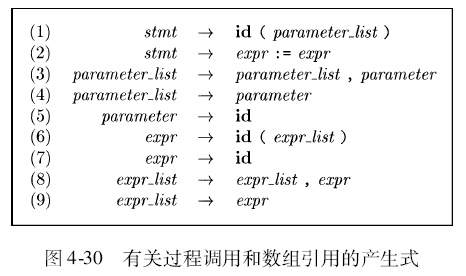 (1) stmt → id ( parameter_list )
(2) stmt → expr := expr
(3) parameter_list → parameter_list , parameter
(4) parameter_list → parameter
(5) parameter → id
(6) expr → id ( expr_list )
(7) expr → id
(8) expr_list → expr_list , expr
(9) expr_list → expr
图 4-30 有关过程调用和数组引用的产生式